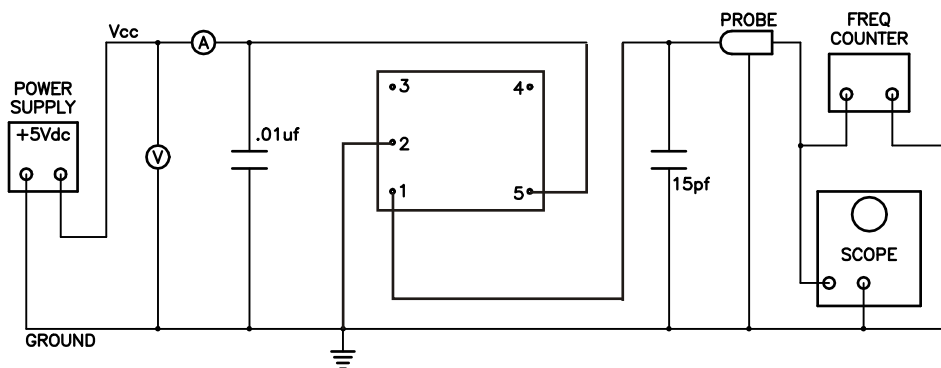 Vcc
A
POWER
SUPPLY
+5Vdc
V
.01uf
3
4
2
1
5
15pf
PROBE
FREQ
COUNTER
SCOPE
GROUND